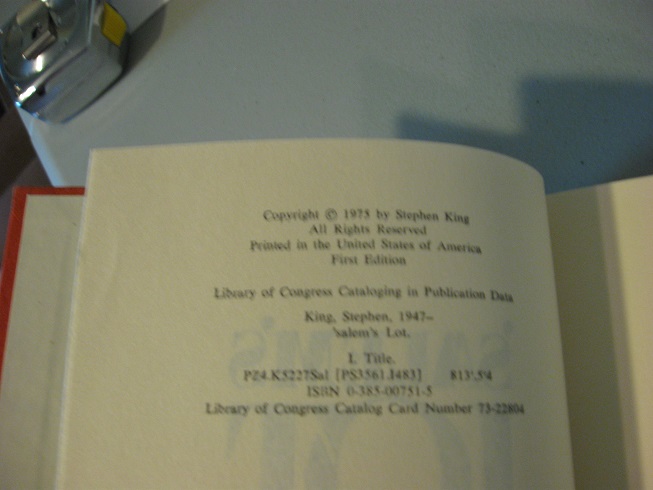 Copyright © 1975 by Stephen King
All Rights Reserved
Printed in the United States of America
First Edition
Library of Congress Cataloging in Publication Data
King, Stephen, 1947–
'salem's Lot.
I. Title.
PZ4.K5227Sal [PS3561.I483] 813'.5'4
ISBN 0-385-00751-5
Library of Congress Catalog Card Number 73-22804